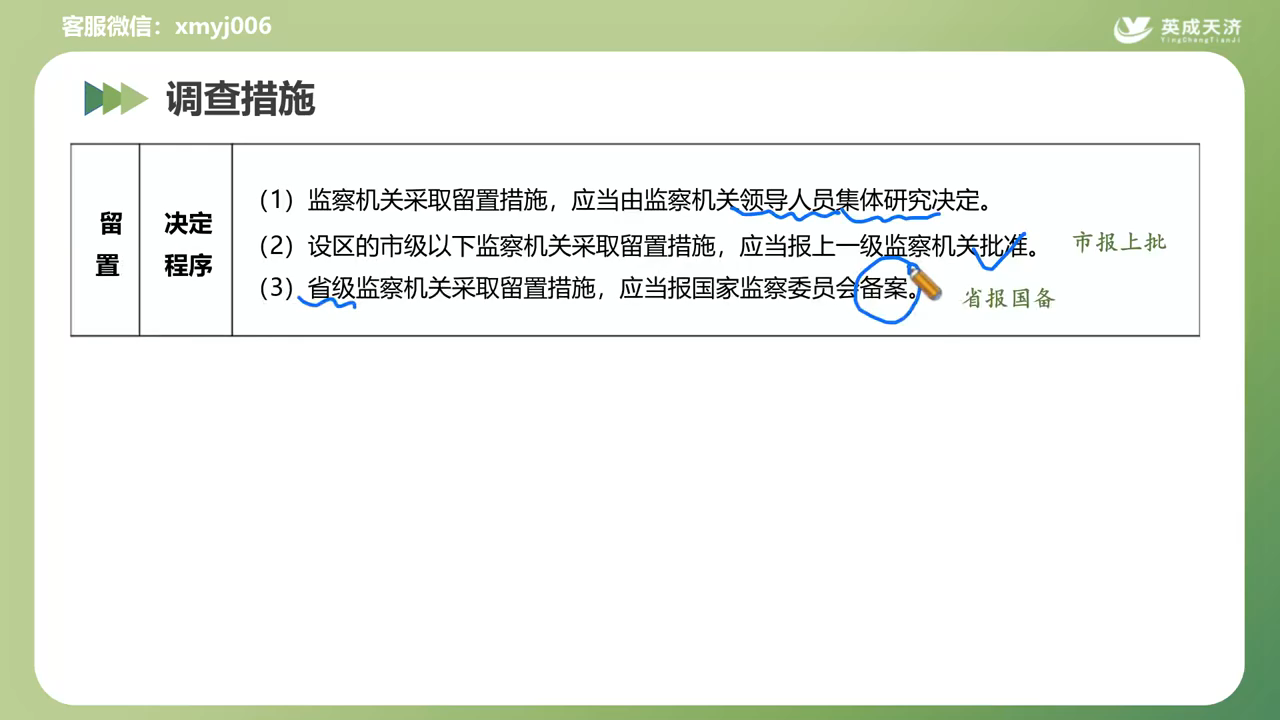 客服微信：xmyj006
英成天济
YingChengTianJi
调查措施
留置
决定程序
（1）监察机关采取留置措施，应当由监察机关领导人员集体研究决定。
（2）设区的市级以下监察机关采取留置措施，应当报上一级监察机关批准。
市报上批
（3）省级监察机关采取留置措施，应当报国家监察委员会备案。
省报国备